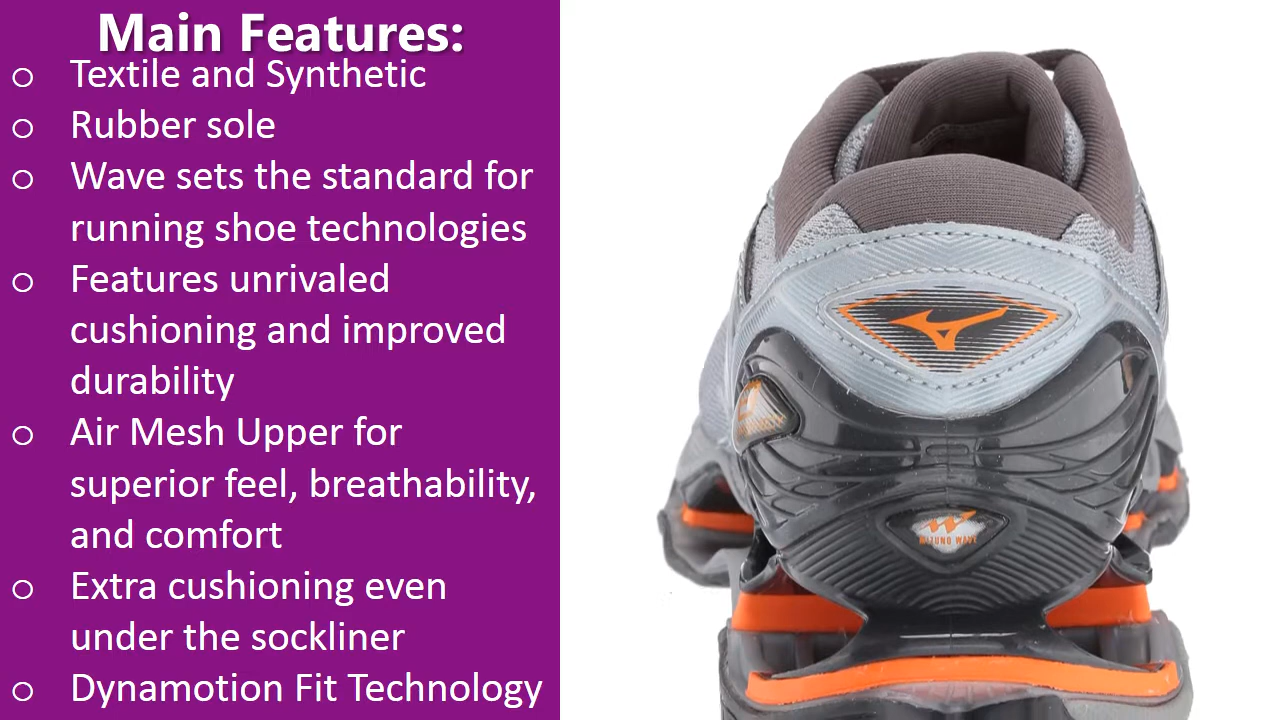 Main Features:
o Textile and Synthetic
o Rubber sole
o Wave sets the standard for
running shoe technologies
o Features unrivaled
cushioning and improved
durability
o Air Mesh Upper for
superior feel, breathability,
and comfort
o Extra cushioning even
under the sockliner
o Dynamotion Fit Technology
MIZUNO WAVE